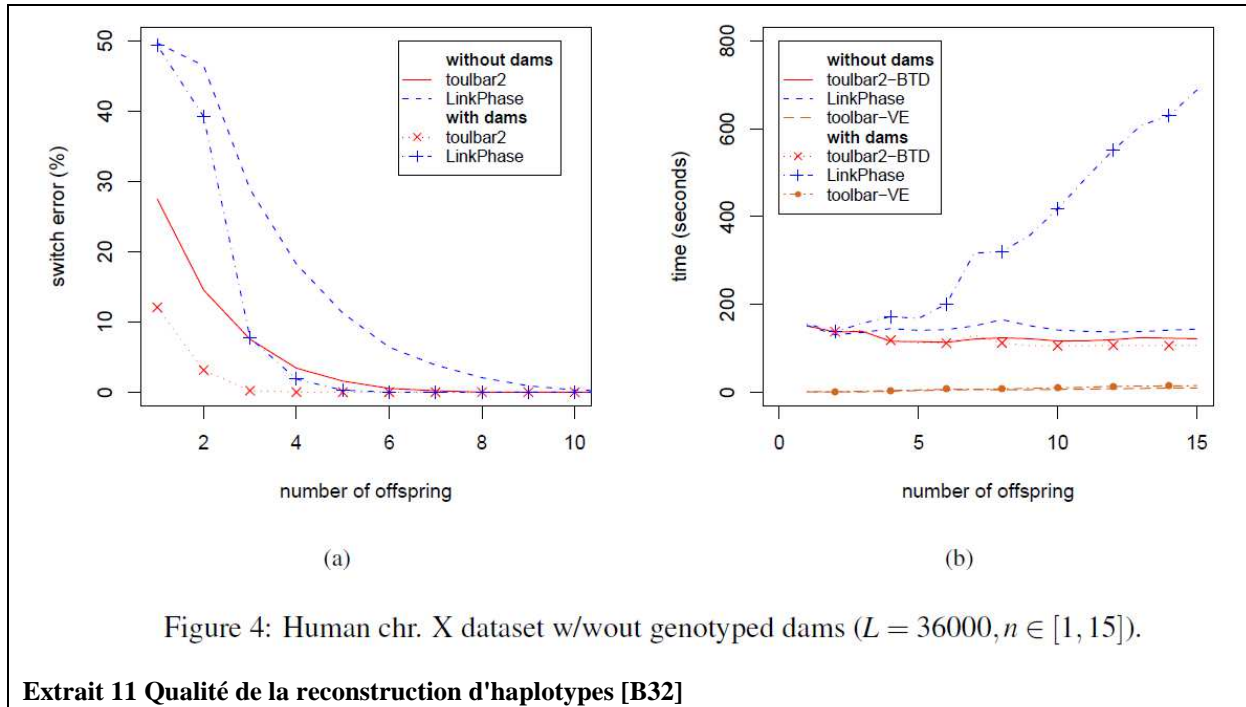 50
40
30
20
10
0
switch error (%)
without dams
toulbar2
LinkPhase
with dams
toulbar2
LinkPhase
2
4
6
8
10
number of offspring
(a)
800
600
400
200
0
time (seconds)
without dams
toulbar2-BTD
LinkPhase
toolbar-VE
with dams
toulbar2-BTD
LinkPhase
toolbar-VE
0
5
10
15
number of offspring
(b)
Figure 4: Human chr. X dataset w/wout genotyped dams (L = 36000, n ∈ [1, 15]).
Extrait 11 Qualité de la reconstruction d'haplotypes [B32]